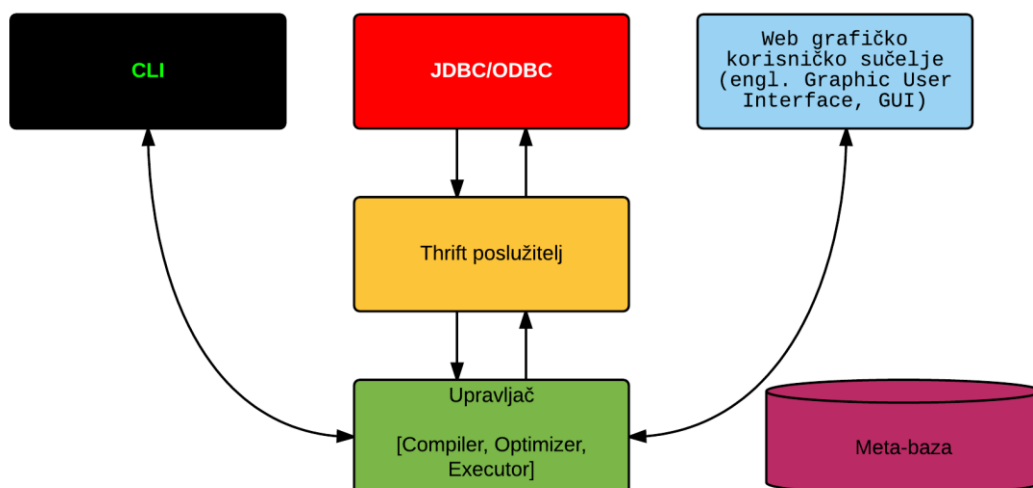 CLI
JDBC/ODBC
Web grafičko
korisničko sučelje
(engl. Graphic User
Interface, GUI)
Thrift poslužitelj
Upravljač
[Compiler, Optimizer,
Executor]
Meta-baza